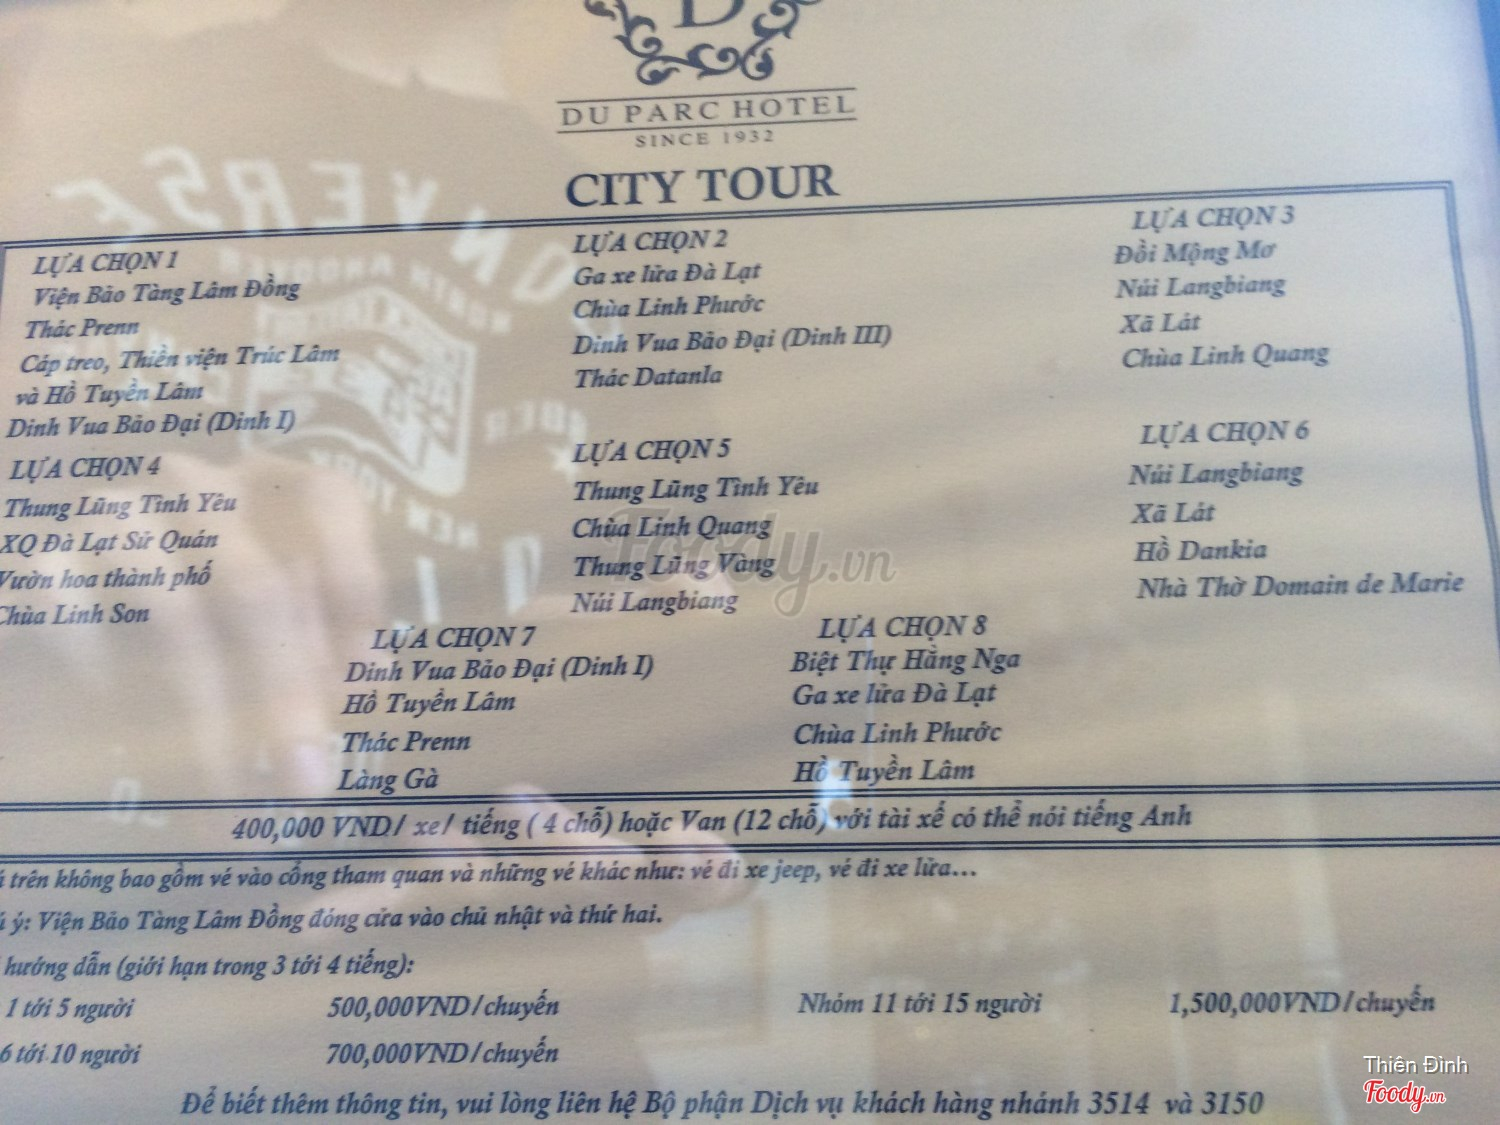 DU PARC HOTEL
SINCE 1932
CITY TOUR
LỰA CHỌN 1
Viện Bảo Tàng Lâm Đồng
Thác Prenn
Cáp treo, Thiền viện Trúc Lâm
và Hồ Tuyền Lâm
Dinh Vua Bảo Đại (Dinh I)
LỰA CHỌN 2
Ga xe lửa Đà Lạt
Chùa Linh Phước
Dinh Vua Bảo Đại (Dinh III)
Thác Datanla
LỰA CHỌN 3
Đồi Mộng Mơ
Núi Langbiang
Xã Lát
Chùa Linh Quang
LỰA CHỌN 4
Thung Lũng Tình Yêu
XQ Đà Lạt Sử Quán
Vườn hoa thành phố
Chùa Linh Son
LỰA CHỌN 5
Thung Lũng Tình Yêu
Chùa Linh Quang
Thung Lũng Vàng
Núi Langbiang
LỰA CHỌN 6
Núi Langbiang
Xã Lát
Hồ Dankia
Nhà Thờ Domain de Marie
LỰA CHỌN 7
Dinh Vua Bảo Đại (Dinh I)
Hồ Tuyền Lâm
Thác Prenn
Làng Gà
LỰA CHỌN 8
Biệt Thự Hằng Nga
Ga xe lửa Đà Lạt
Chùa Linh Phước
Hồ Tuyền Lâm
400,000 VND/ xe/ tiếng ( 4 chỗ) hoặc Van (12 chỗ) với tài xế có thể nói tiếng Anh
trên không bao gồm vé vào cổng tham quan và những vé khác như: vé đi xe jeep, vé đi xe lửa...
ý: Viện Bảo Tàng Lâm Đồng đóng cửa vào chủ nhật và thứ hai.
hướng dẫn (giới hạn trong 3 tới 4 tiếng):
1 tới 5 người 500,000VND/chuyến Nhóm 11 tới 15 người 1,500,000VND/chuyến
6 tới 10 người 700,000VND/chuyến
Để biết thêm thông tin, vui lòng liên hệ Bộ phận Dịch vụ khách hàng nhánh 3514 và 3150
Foody.vn
Thiên Đình
Foody.vn